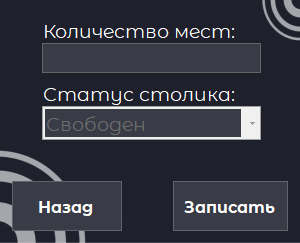 Количество мест:
Статус столика:
Свободен
Назад
Записать